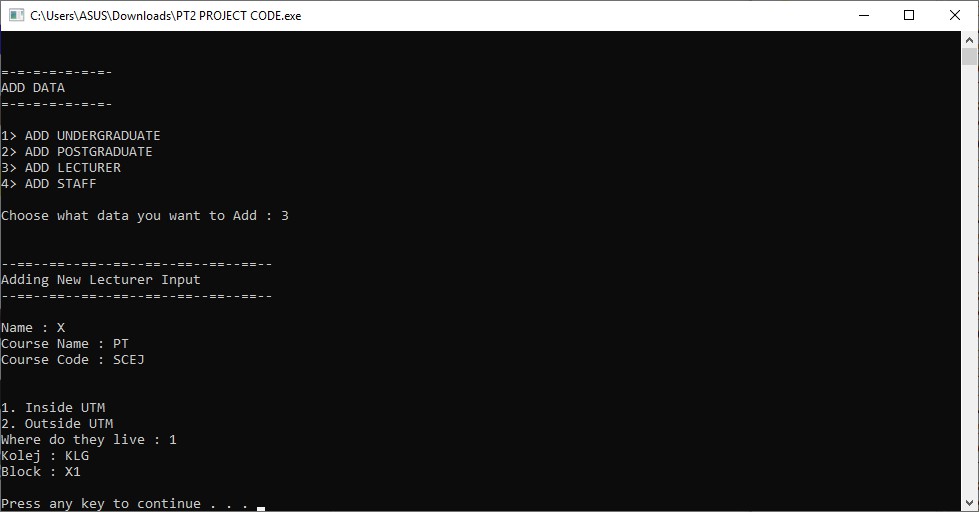 C:\Users\ASUS\Downloads\PT2 PROJECT CODE.exe
=-=-=-=-=-=-=-
ADD DATA
=-=-=-=-=-=-=-
1> ADD UNDERGRADUATE
2> ADD POSTGRADUATE
3> ADD LECTURER
4> ADD STAFF
Choose what data you want to Add : 3
--==--==--==--==--==--==--==--==--
Adding New Lecturer Input
--==--==--==--==--==--==--==--==--
Name : X
Course Name : PT
Course Code : SCEJ
1. Inside UTM
2. Outside UTM
Where do they live : 1
Kolej : KLG
Block : X1
Press any key to continue . . .